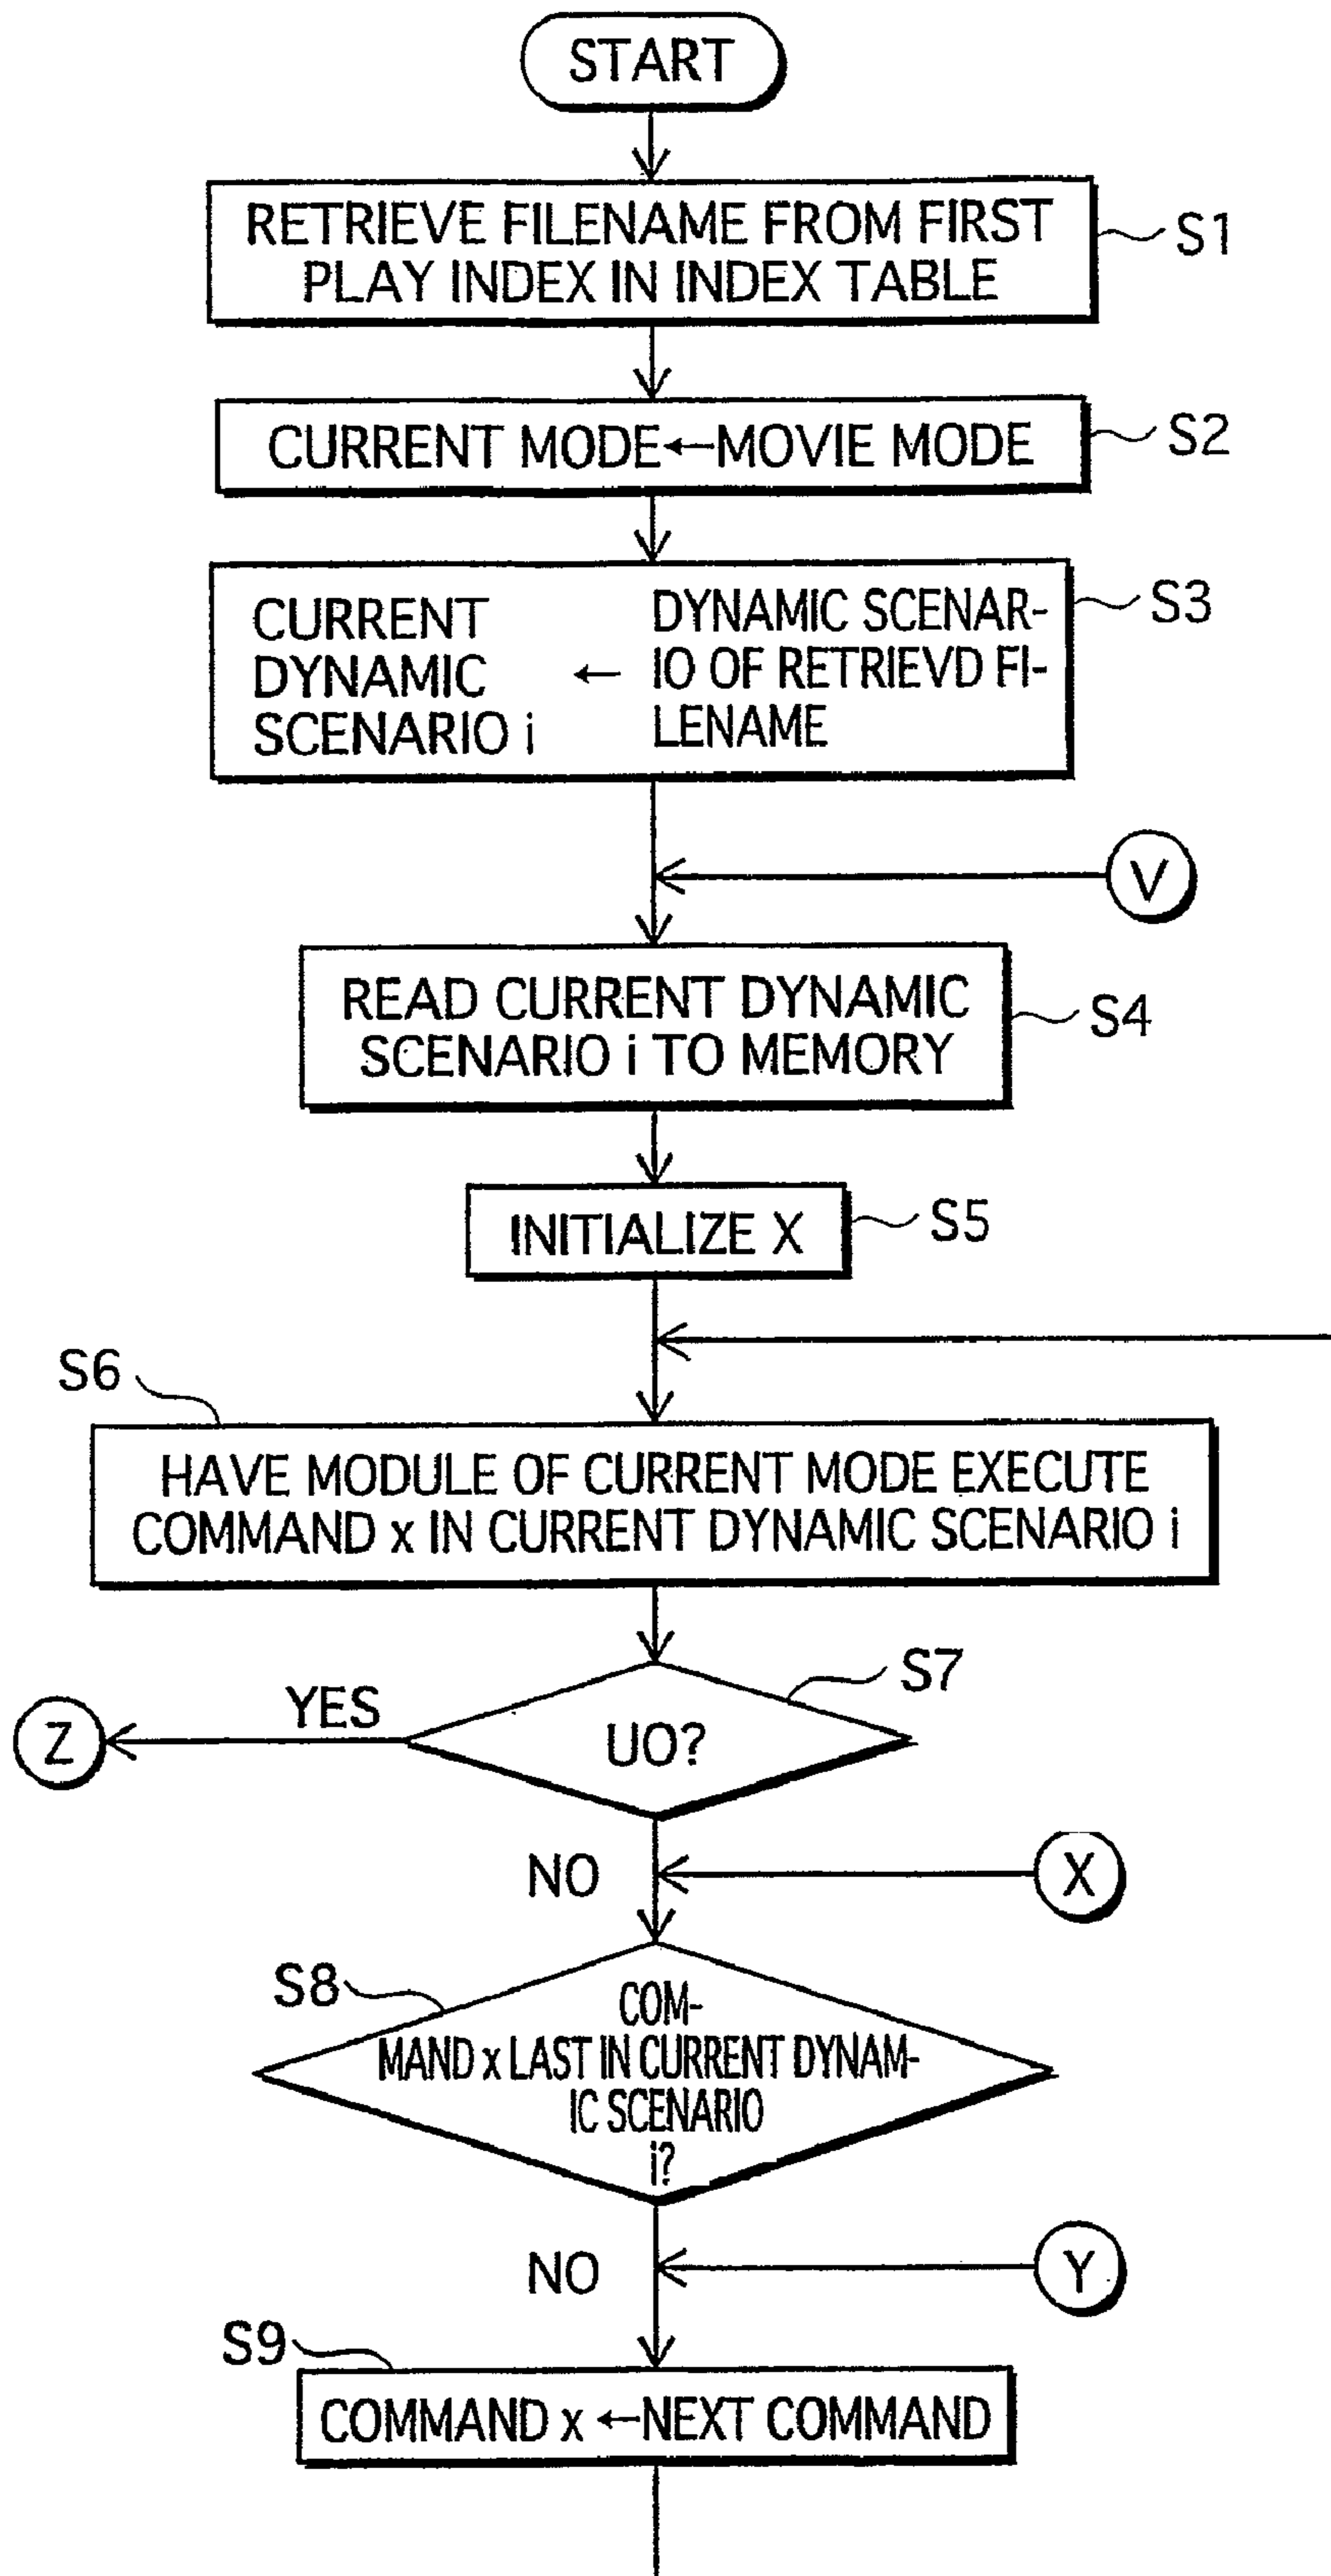 START
RETRIEVE FILENAME FROM FIRST
PLAY INDEX IN INDEX TABLE
S1
CURRENT MODE←MOVIE MODE
S2
CURRENT
DYNAMIC
SCENARIO i
←
DYNAMIC SCENAR-
IO OF RETRIEVD FI-
LENAME
S3
V
READ CURRENT DYNAMIC
SCENARIO i TO MEMORY
S4
INITIALIZE X
S5
S6
HAVE MODULE OF CURRENT MODE EXECUTE
COMMAND x IN CURRENT DYNAMIC SCENARIO i
S7
YES
Z
UO?
NO
X
S8
COM-
MAND x LAST IN CURRENT DYNAM-
IC SCENARIO
i?
NO
Y
S9
COMMAND x ←NEXT COMMAND